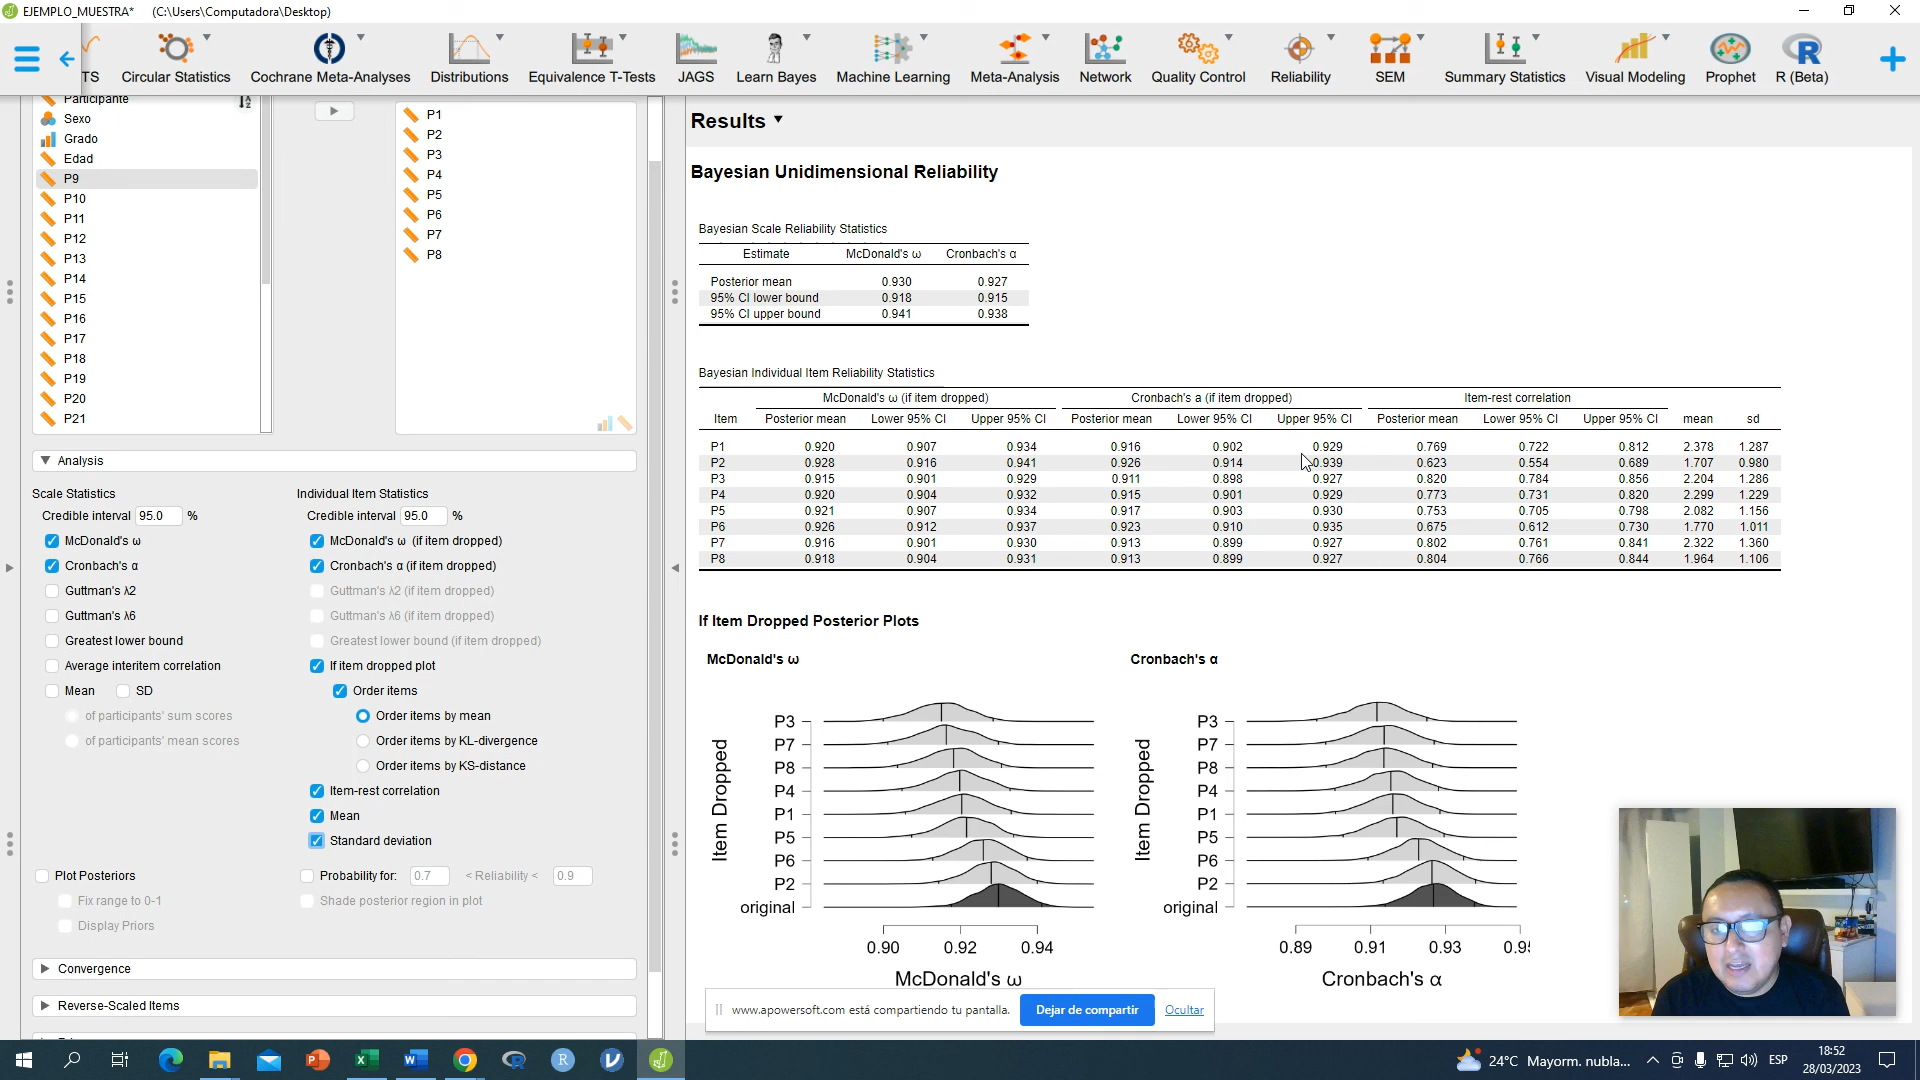 EJEMPLO_MUESTRA* (C:\Users\Computadora\Desktop)
TS
Circular Statistics
Cochrane Meta-Analyses
Distributions
Equivalence T-Tests
JAGS
Learn Bayes
Machine Learning
Meta-Analysis
Network
Quality Control
Reliability
SEM
Summary Statistics
Visual Modeling
Prophet
R (Beta)
Participante
Sexo
Grado
Edad
P9
P10
P11
P12
P13
P14
P15
P16
P17
P18
P19
P20
P21
P1
P2
P3
P4
P5
P6
P7
P8
Analysis
Scale Statistics
Credible interval 95.0 %
McDonald's ω
Cronbach's α
Guttman's λ2
Guttman's λ6
Greatest lower bound
Average interitem correlation
Mean SD
of participants' sum scores
of participants' mean scores
Individual Item Statistics
Credible interval 95.0 %
McDonald's ω (if item dropped)
Cronbach's α (if item dropped)
Guttman's λ2 (if item dropped)
Guttman's λ6 (if item dropped)
Greatest lower bound (if item dropped)
If item dropped plot
Order items
Order items by mean
Order items by KL-divergence
Order items by KS-distance
Item-rest correlation
Mean
Standard deviation
Plot Posteriors
Fix range to 0-1
Display Priors
Probability for: 0.7 < Reliability < 0.9
Shade posterior region in plot
Convergence
Reverse-Scaled Items
Results
Bayesian Unidimensional Reliability
Bayesian Scale Reliability Statistics
Estimate McDonald's ω Cronbach's α
Posterior mean 0.930 0.927
95% CI lower bound 0.918 0.915
95% CI upper bound 0.941 0.938
Bayesian Individual Item Reliability Statistics
McDonald's ω (if item dropped) Cronbach's a (if item dropped) Item-rest correlation
Item Posterior mean Lower 95% CI Upper 95% CI Posterior mean Lower 95% CI Upper 95% CI Posterior mean Lower 95% CI Upper 95% CI mean sd
P1 0.920 0.907 0.934 0.916 0.902 0.929 0.769 0.722 0.812 2.378 1.287
P2 0.928 0.916 0.941 0.926 0.914 0.939 0.623 0.554 0.689 1.707 0.980
P3 0.915 0.901 0.929 0.911 0.898 0.927 0.820 0.784 0.856 2.204 1.286
P4 0.920 0.904 0.932 0.915 0.901 0.929 0.773 0.731 0.820 2.299 1.229
P5 0.921 0.907 0.934 0.917 0.903 0.930 0.753 0.705 0.798 2.082 1.156
P6 0.926 0.912 0.937 0.923 0.910 0.935 0.675 0.612 0.730 1.770 1.011
P7 0.916 0.901 0.930 0.913 0.899 0.927 0.802 0.761 0.841 2.322 1.360
P8 0.918 0.904 0.931 0.913 0.899 0.927 0.804 0.766 0.844 1.964 1.106
If Item Dropped Posterior Plots
McDonald's ω
Item Dropped
P3
P7
P8
P4
P1
P5
P6
P2
original
0.90 0.92 0.94
McDonald's ω
Cronbach's α
Item Dropped
P3
P7
P8
P4
P1
P5
P6
P2
original
0.89 0.91 0.93
Cronbach's α
www.apowersoft.com está compartiendo tu pantalla.
Dejar de compartir
Ocultar
24°C Mayorm. nubla...
ESP
18:52
28/03/2023